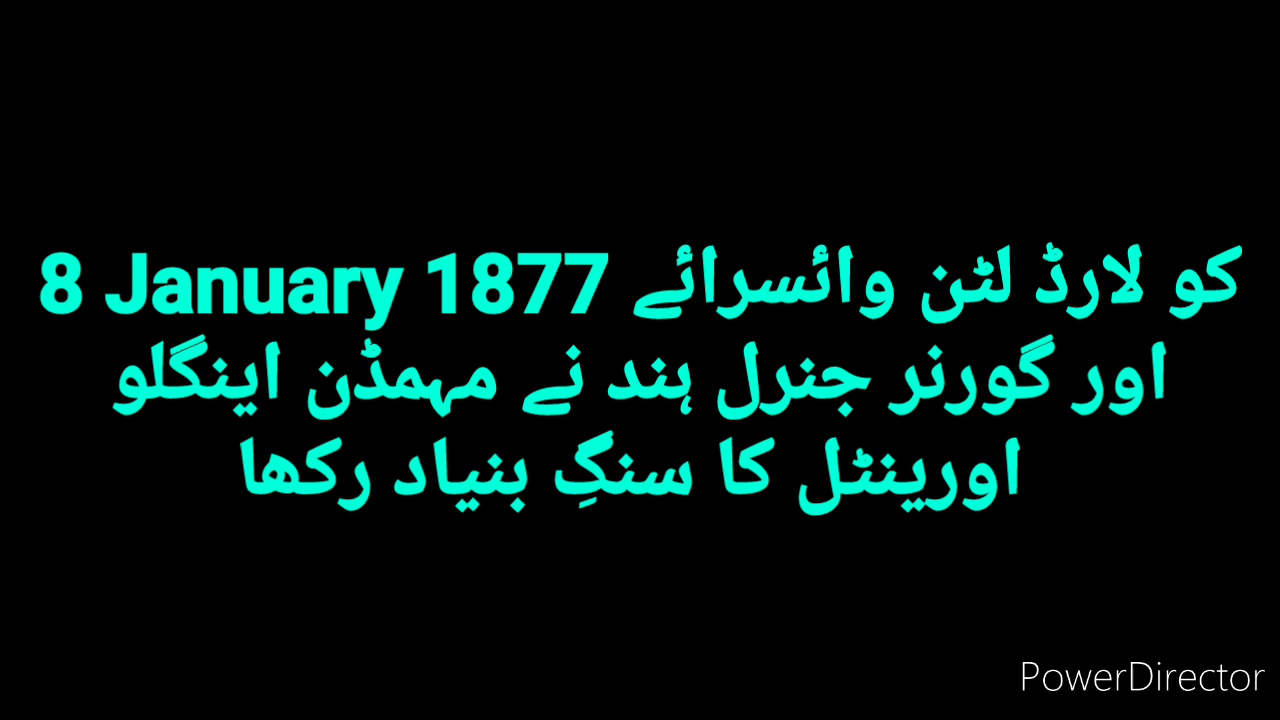 8 January 1877 کو لارڈ لٹن وائسرائے
اور گورنر جنرل ہند نے مہمڈن اینگلو
اورینٹل کا سنگِ بنیاد رکھا
PowerDirector